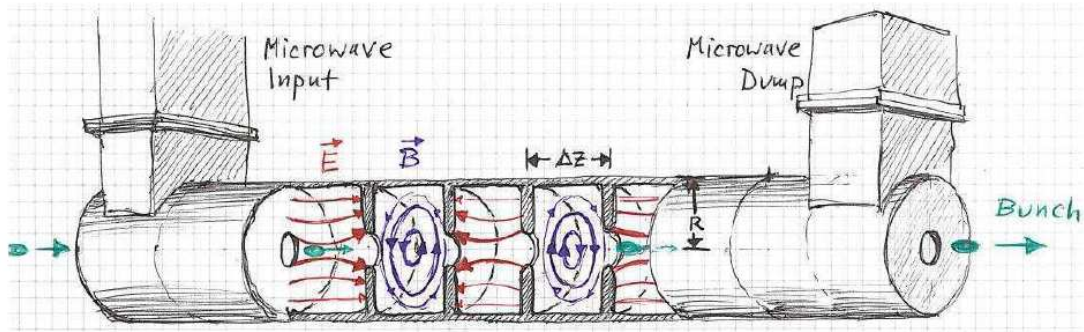 Microwave
Input
Microwave
Dump
E
B
ΔZ
R
Bunch